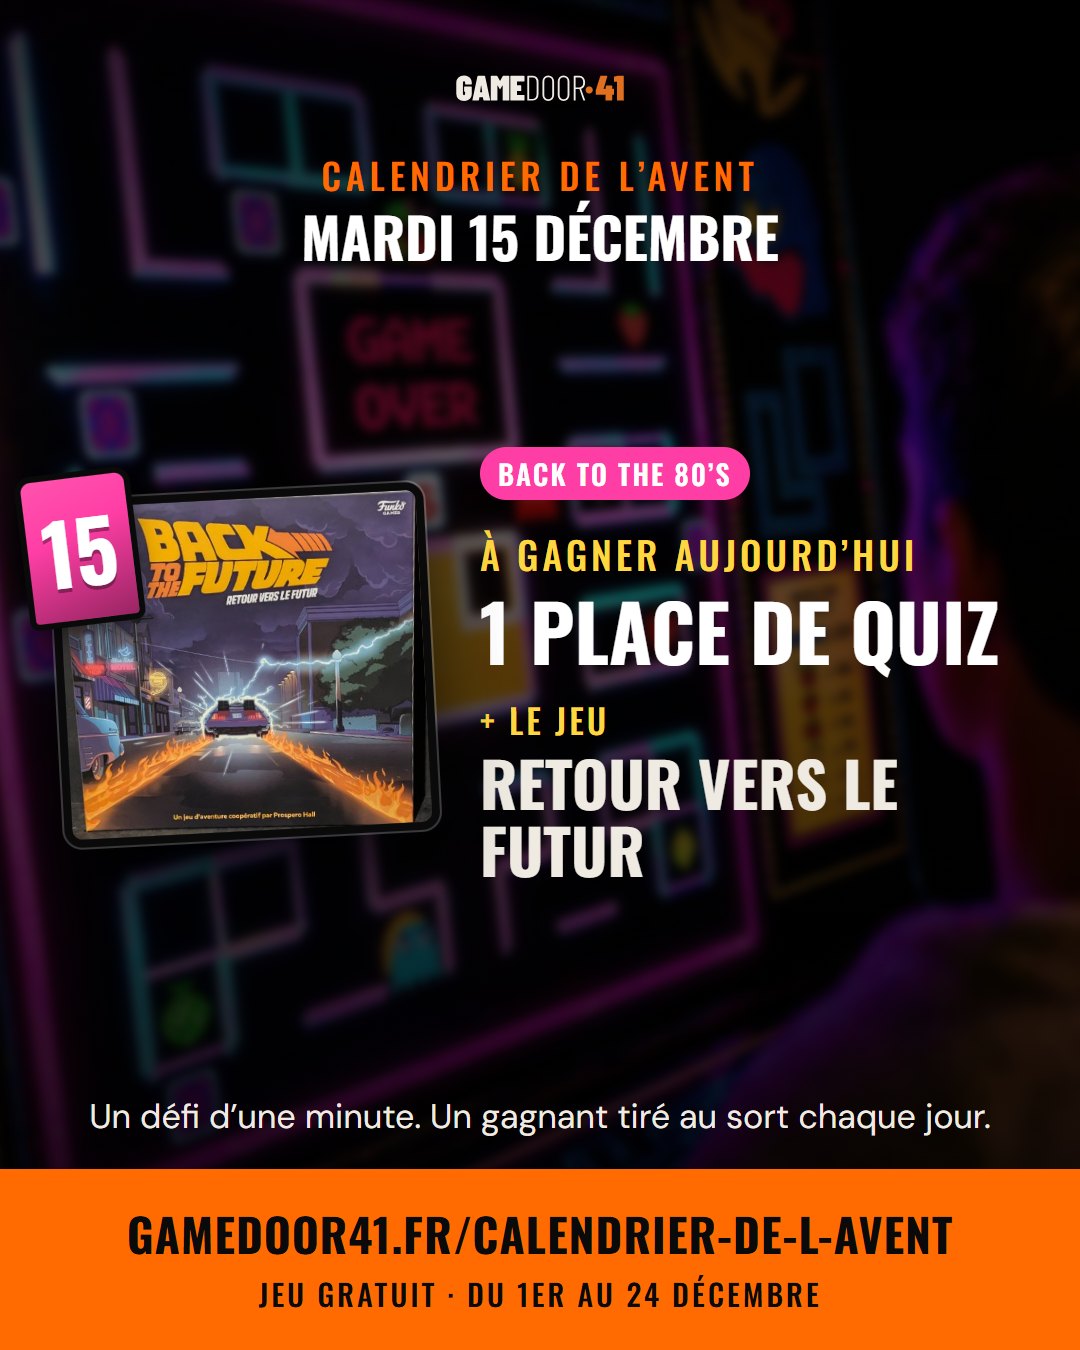 GAMEDOOR·41
CALENDRIER DE L’AVENT
MARDI 15 DÉCEMBRE
GAME
OVER
BACK TO THE 80’S
15
Funko
GAMES
BACK
TO
THE
FUTURE
RETOUR VERS LE FUTUR
Un jeu d'aventure coopératif par Prospero Hall
À GAGNER AUJOURD’HUI
1 PLACE DE QUIZ
+ LE JEU
RETOUR VERS LE
FUTUR
Un défi d’une minute. Un gagnant tiré au sort chaque jour.
GAMEDOOR41.FR/CALENDRIER-DE-L-AVENT
JEU GRATUIT · DU 1ER AU 24 DÉCEMBRE